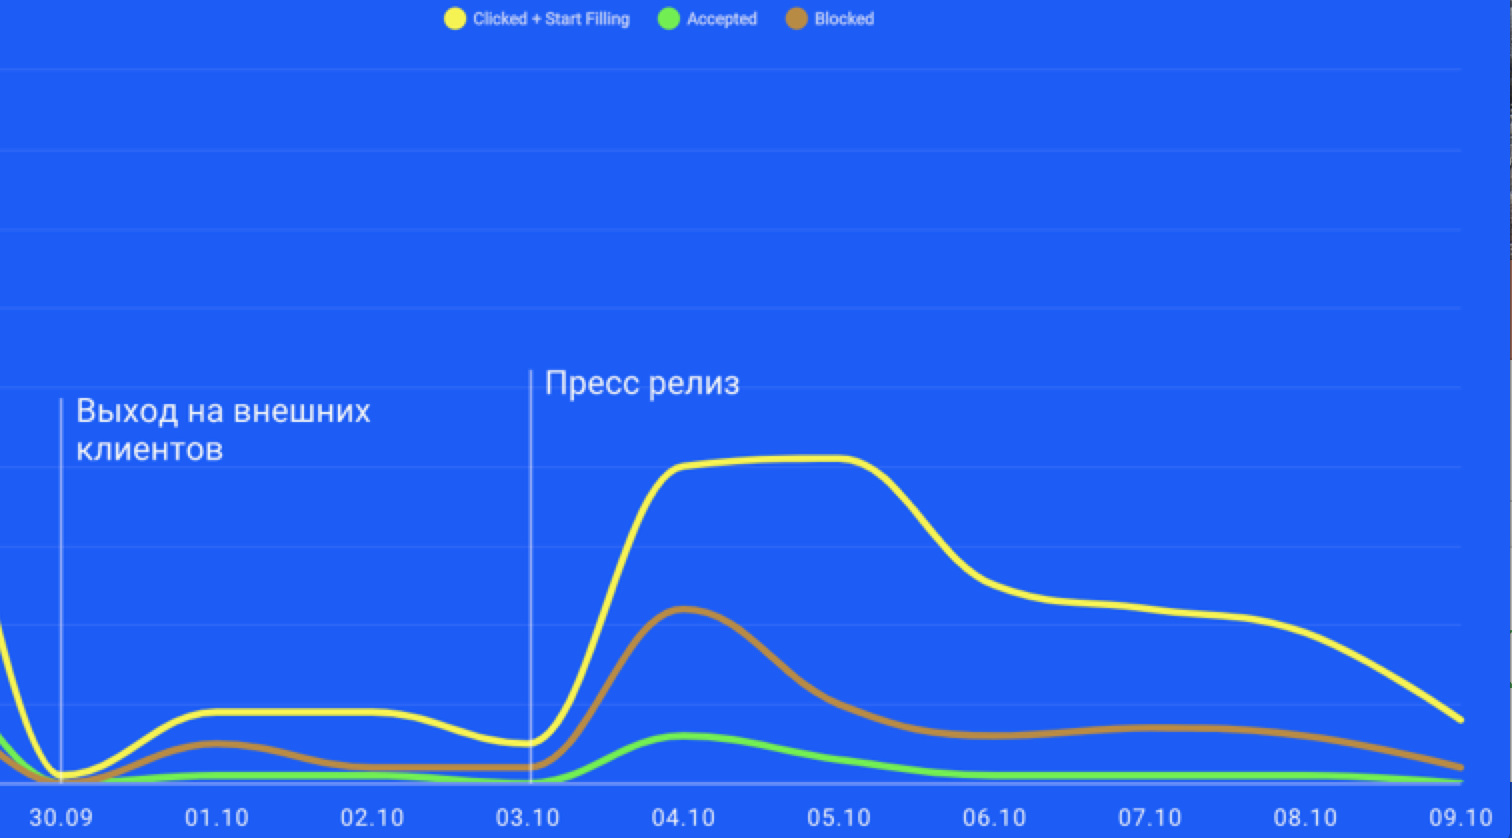 Clicked + Start Filling Accepted Blocked
Пресс релиз
Выход на внешних
клиентов
30.09 01.10 02.10 03.10 04.10 05.10 06.10 07.10 08.10 09.10